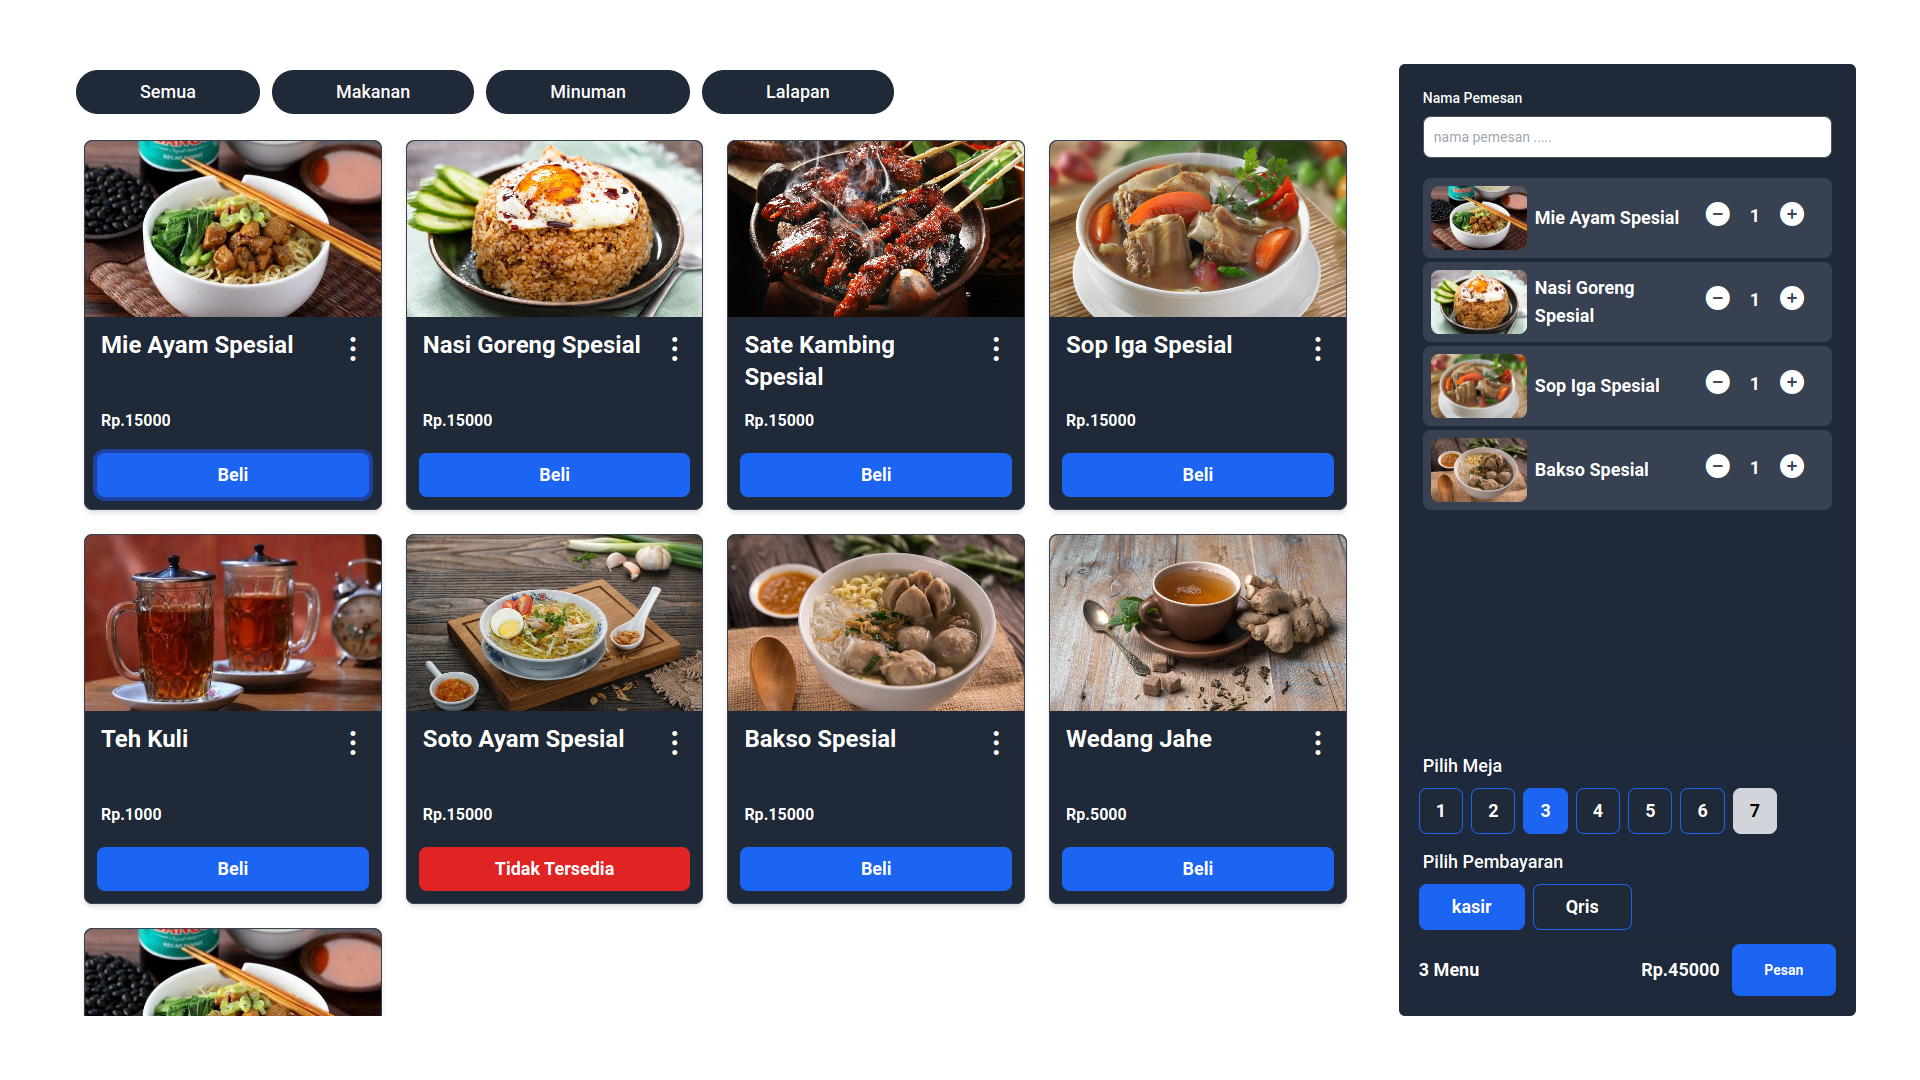 Semua
Makanan
Minuman
Lalapan
Mie Ayam Spesial
Rp.15000
Beli
Nasi Goreng Spesial
Rp.15000
Beli
Sate Kambing
Spesial
Rp.15000
Beli
Sop Iga Spesial
Rp.15000
Beli
Teh Kuli
Rp.1000
Beli
Soto Ayam Spesial
Rp.15000
Tidak Tersedia
Bakso Spesial
Rp.15000
Beli
Wedang Jahe
Rp.5000
Beli
Nama Pemesan
nama pemesan .....
Mie Ayam Spesial
1
Nasi Goreng
Spesial
1
Sop Iga Spesial
1
Bakso Spesial
1
Pilih Meja
1 2 3 4 5 6 7
Pilih Pembayaran
kasir Qris
3 Menu Rp.45000 Pesan